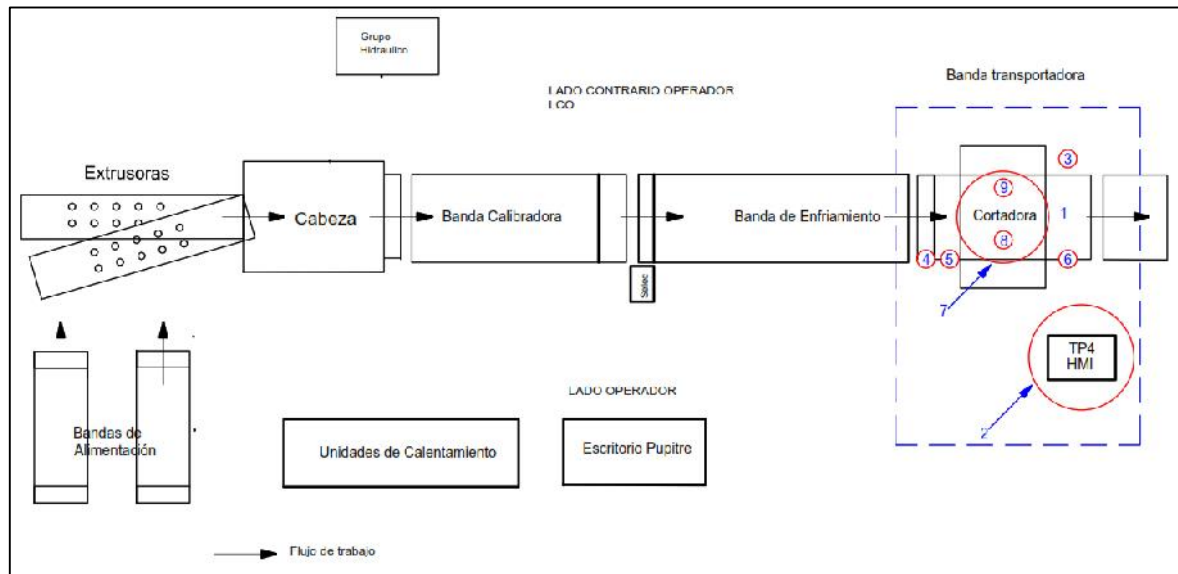 Grupo
Hidraulico
Banda transportadora
LADO CONTRARIO OPERADOR
LCO
3
Extrusoras
9
Cabeza
Banda Calibradora
Banda de Enfriamiento
Cortadora
1
8
4
5
6
7
TP4
HMI
LADO OPERADOR
2
Bandas de
Alimentación
Unidades de Calentamiento
Escritorio Pupitre
Flujo de trabajo